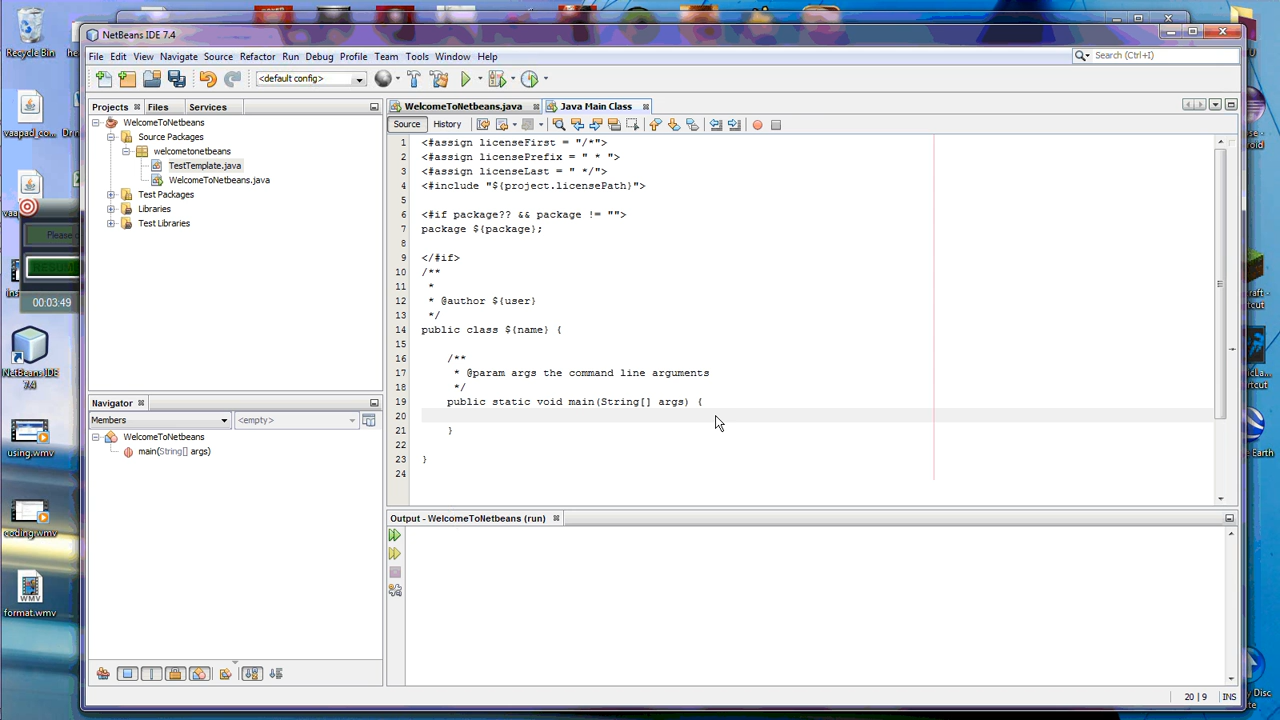 Recycle Bin
NetBeans IDE 7.4
File Edit View Navigate Source Refactor Run Debug Profile Team Tools Window Help
Search (Ctrl+I)
<default config>
Projects Files Services
WelcomeToNetbeans.java Java Main Class
Source History
WelcomeToNetbeans
Source Packages
welcometonetbeans
TestTemplate.java
WelcomeToNetbeans.java
Test Packages
Libraries
Test Libraries
1 <#assign licenseFirst = "/*">
2 <#assign licensePrefix = " * ">
3 <#assign licenseLast = " */">
4 <#include "${project.licensePath}">
5
6 <#if package?? && package != "">
7 package ${package};
8
9 </#if>
10 /**
11 *
12 * @author ${user}
13 */
14 public class ${name} {
15
16 /**
17 * @param args the command line arguments
18 */
19 public static void main(String[] args) {
20
21 }
22
23 }
24
vaapad_co...
00:03:49
NetBeans IDE
7.4
using.wmv
coding.wmv
WMV
format.wmv
Navigator
Members
<empty>
WelcomeToNetbeans
main(String[] args)
Output - WelcomeToNetbeans (run)
20 | 9 INS